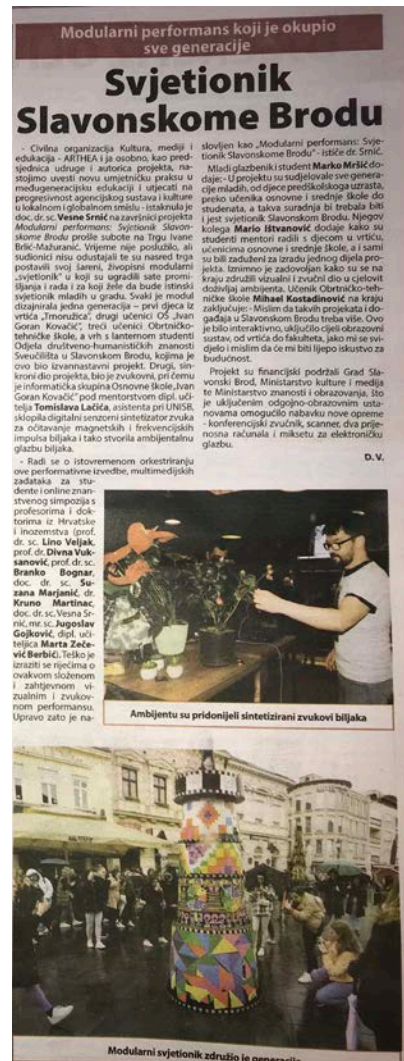 Modularni performans koji je okupio
sve generacije
Svjetionik
Slavonskome Brodu
- Civilna organizacija Kultura, mediji i
edukacija - ARTHEA i ja osobno, kao pred-
sjednica udruge i autorica projekta, na-
stojimo uvesti novu umjetničku praksu u
međugeneracijsku edukaciju i utjecati na
progresivnost agencijskog sustava i kulture
u lokalnom i globalnom smislu - istaknula je
doc. dr. sc. Vesne Srnić na završnici projekta
Modularni performans: Svjetionik Slavon-
skome Brodu prošle subote na Trgu Ivane
Brlić-Mažuranić. Vrijeme nije poslužilo, ali
sudionici nisu odustajali te su nasred trga
postavili svoj šareni, živopisni modularni
„svjetionik" u koji su ugradili sate promi-
šljanja i rada i za koji žele da bude istinski
svjetionik mladih u gradu. Svaki je modul
dizajnirala jedna generacija – prvi djeca iz
vrtića „Trnoružica", drugi učenici OŠ „Ivan
Goran Kovačić", treći učenici Obrtničko-
tehničke škole, a vrh s lanternom studenti
Odjela društveno-humanističkih znanosti
Sveučilišta u Slavonskom Brodu, kojima je
ovo bio izvannastavni projekt. Drugi, sin-
kroni dio projekta, bio je zvukovni, pri čemu
je informatička skupina Osnovne škole „Ivan
Goran Kovačić" pod mentorstvom dipl. uči-
telja Tomislava Laćića, asistenta pri UNISB,
sklopila digitalni senzorni sintetizator zvuka
za očitavanje magnetskih i frekvencijskih
impulsa biljaka i tako stvorila ambijentalnu
glazbu biljaka.
- Radi se o istovremenom orkestriranju
ove performativne izvedbe, multimedijskih
zadataka za stu-
dente i online znan-
stvenog simpozija s
profesorima i dok-
torima iz Hrvatske
i inozemstva (prof.
dr. sc. Lino Veljak,
prof. dr. Divna Vuk-
sanović, prof. dr. sc.
Branko Bognar,
doc. dr. sc. Su-
zana Marjanić, dr.
Kruno Martinac,
doc. dr. sc. Vesna Sr-
nić, mr. sc. Jugoslav
Gojković, dipl. uči-
teljica Marta Zeče-
vić Berbić). Teško je
izraziti se riječima o
ovakvom složenom
i zahtjevnom vi-
zualnim i zvukov-
nom performansu.
Upravo zato je na-
slovljen kao „Modularni performans: Svje-
tionik Slavonskome Brodu"- ističe dr. Srnić.
Mladi glazbenik i student Marko Mršić do-
daje: - U projektu su sudjelovale sve genera-
cije mladih, od djece predškolskoga uzrasta,
preko učenika osnovne i srednje škole do
studenata, a takva suradnja bi trebala biti
i jest svjetionik Slavonskom Brodu. Njegov
kolega Mario Ištvanović dodaje kako su
studenti mentori radili s djecom u vrtiću,
učenicima osnovne i srednje škole, a i sami
su bili zaduženi za izradu jednog dijela pro-
jekta. Iznimno je zadovoljan kako su se na
kraju združili vizualni i zvučni dio u cjelovit
doživljaj ambijenta. Učenik Obrtničko-teh-
ničke škole Mihael Kostadinović na kraju
zaključuje: - Mislim da takvih projekata i do-
gađaja u Slavonskom Brodu treba više. Ovo
je bilo interaktivno, uključilo cijeli obrazovni
sustav, od vrtića do fakulteta, jako mi se svi-
djelo i mislim da će mi biti lijepo iskustvo za
budućnost.
Projekt su financijski podržali Grad Sla-
vonski Brod, Ministarstvo kulture i medija
te Ministarstvo znanosti i obrazovanja, što
je uključenim odgojno-obrazovnim usta-
novama omogućilo nabavku nove opreme
- konferencijski zvučnik, scanner, dva prije-
nosna računala i miksetu za elektroničku
glazbu.
D. V.
Ambijentu su pridonijeli sintetizirani zvukovi biljaka
Modularni svjetionik združio je generacije